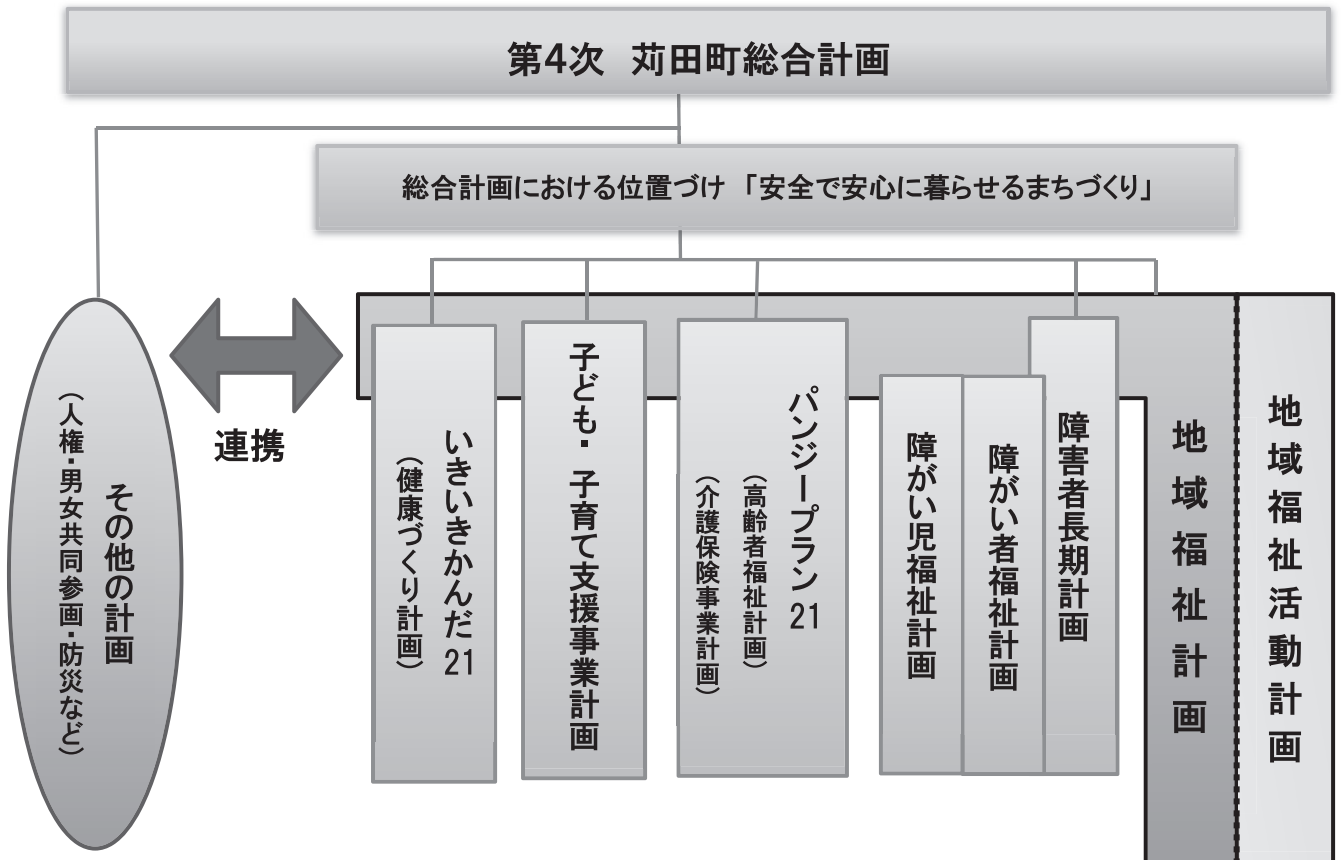 第4次　苅田町総合計画
総合計画における位置づけ 「安全で安心に暮らせるまちづくり」
連携
その他の計画
（人権・男女共同参画・防災など）
いきいきかんだ 21
（健康づくり計画）
子ども・子育て支援事業計画
パンジープラン 21
（高齢者福祉計画）
（介護保険事業計画）
障がい児福祉計画
障がい者福祉計画
障害者長期計画
地域福祉計画
地域福祉活動計画